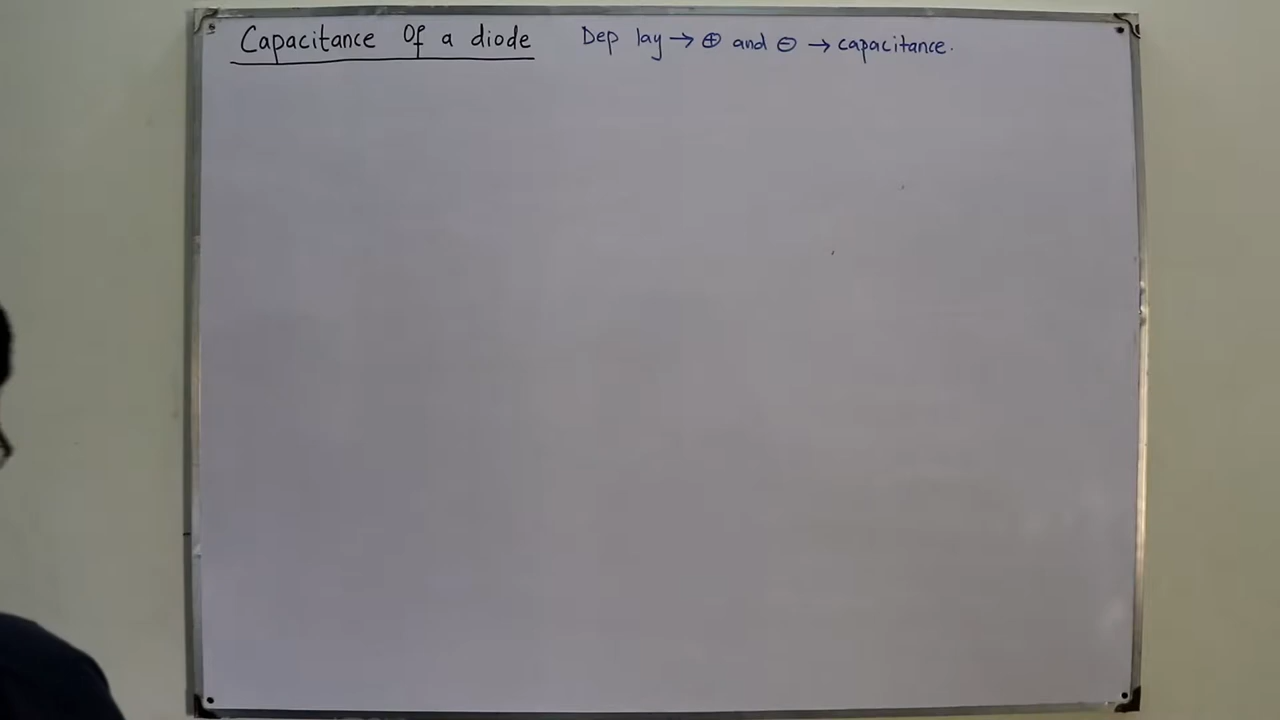 Capacitance Of a diode Dep lay → ⊕ and ⊖ → capacitance.